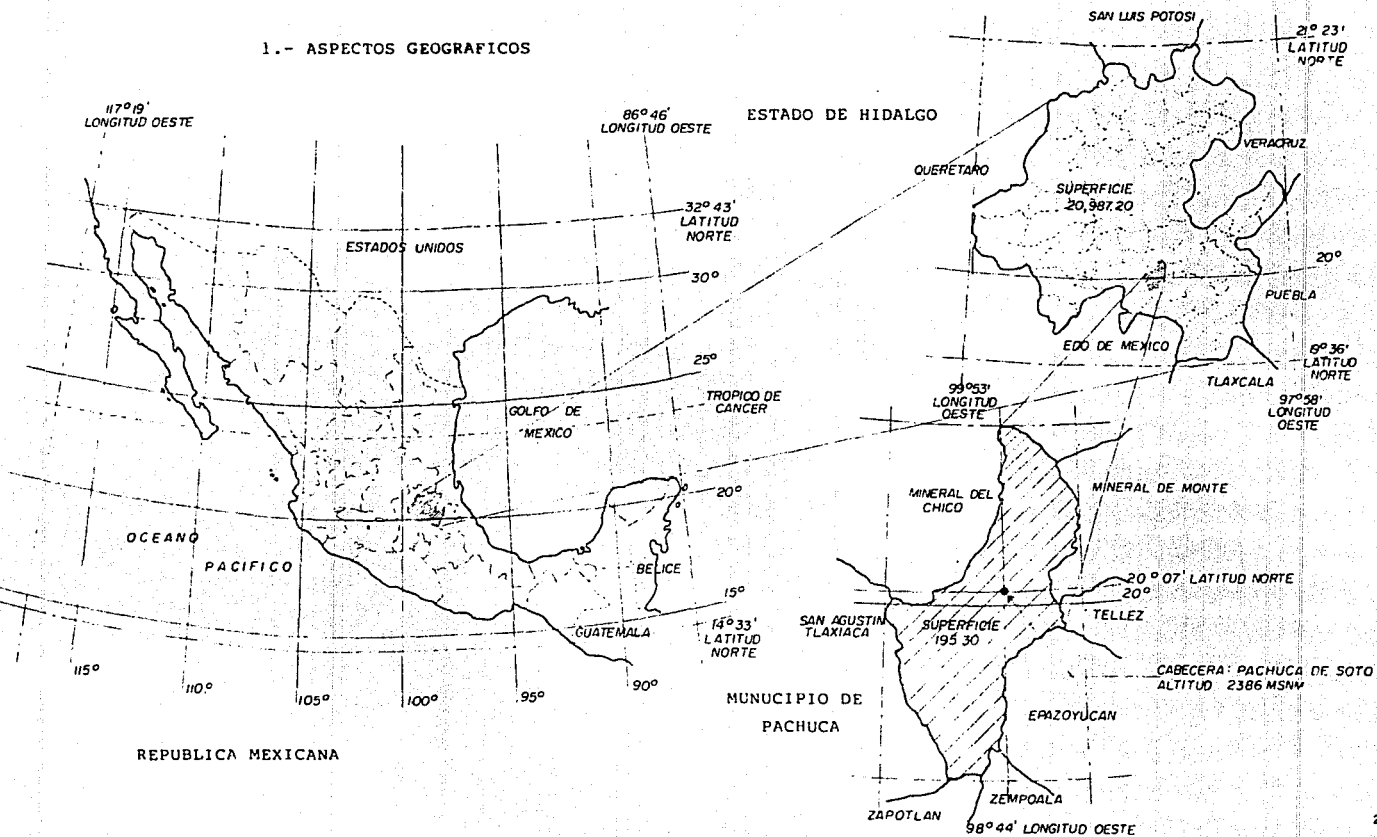 1.- ASPECTOS GEOGRAFICOS
117° 19'
LONGITUD OESTE
86° 46'
LONGITUD OESTE
32° 43'
LATITUD
NORTE
ESTADOS UNIDOS
30°
25°
TROPICO DE
CANCER
GOLFO DE
MEXICO
20°
OCEANO
PACIFICO
BELICE
15°
GUATEMALA
14° 33'
LATITUD
NORTE
115°
110°
105°
100°
95°
90°
REPUBLICA MEXICANA
ESTADO DE HIDALGO
SAN LUIS POTOSI
21° 23'
LATITUD
NORTE
QUERETARO
VERACRUZ
SUPERFICIE
20,987.20
20°
PUEBLA
EDO DE MEXICO
9° 36'
LATITUD
NORTE
TLAXCALA
99° 53'
LONGITUD
OESTE
97° 58'
LONGITUD
OESTE
MINERAL DEL
CHICO
MINERAL DE MONTE
20° 07' LATITUD NORTE
20°
P
TELLEZ
SAN AGUSTIN
TLAXIACA
SUPERFICIE
195 30
CABECERA: PACHUCA DE SOTO
ALTITUD 2386 MSNM
MUNUCIPIO DE
PACHUCA
EPAZOYUCAN
ZAPOTLAN
ZEMPOALA
98° 44' LONGITUD OESTE
2